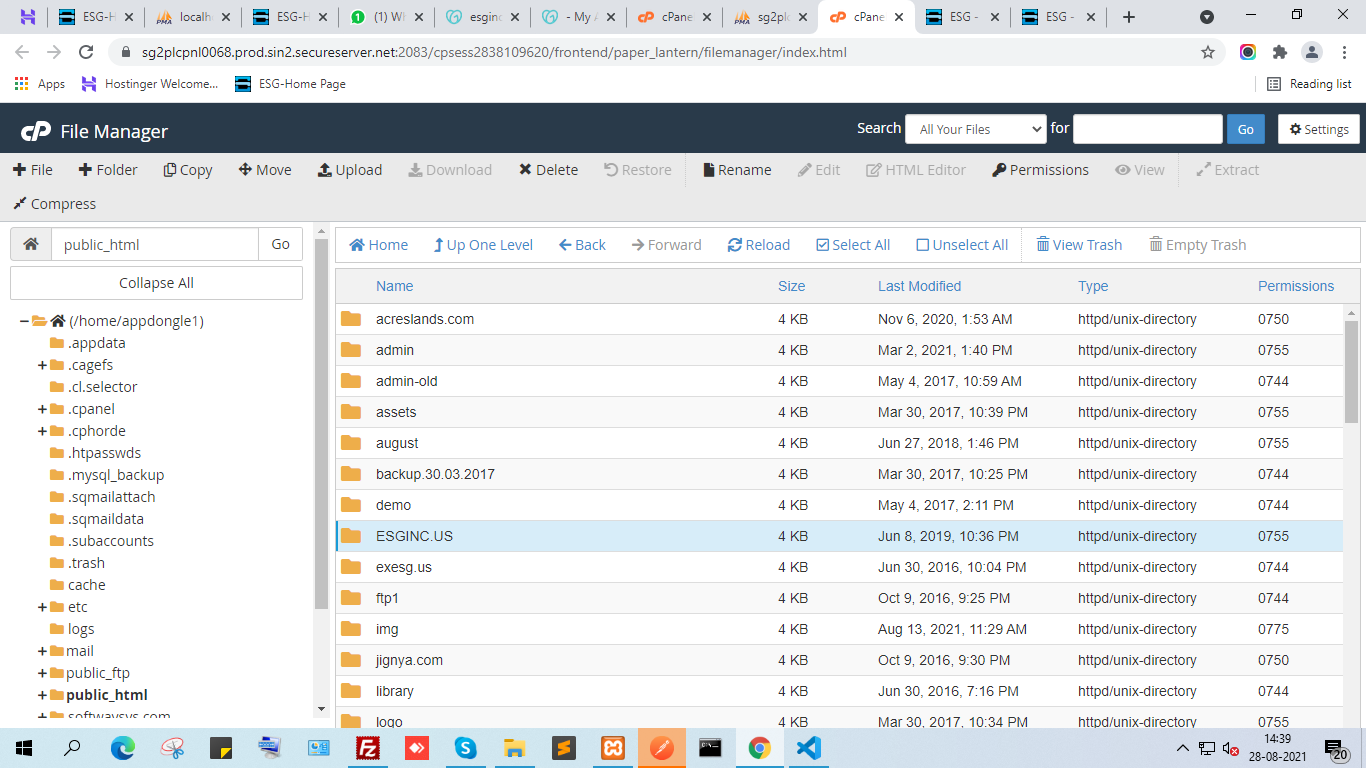 ESG-H
localh
ESG-H
(1) Wh
esginc
- My A
cPane
sg2plc
cPane
ESG -
ESG -
sg2plcpnl0068.prod.sin2.secureserver.net:2083/cpsess2838109620/frontend/paper_lantern/filemanager/index.html
Apps
Hostinger Welcome...
ESG-Home Page
Reading list
cP File Manager
Search All Your Files for Go Settings
File Folder Copy Move Upload Download Delete Restore Rename Edit HTML Editor Permissions View Extract
Compress
public_html Go
Collapse All
(/home/appdongle1)
.appdata
.cagefs
.cl.selector
.cpanel
.cphorde
.htpasswds
.mysql_backup
.sqmailattach
.sqmaildata
.subaccounts
.trash
cache
etc
logs
mail
public_ftp
public_html
softwaysys.com
Home Up One Level Back Forward Reload Select All Unselect All View Trash Empty Trash
Name Size Last Modified Type Permissions
acreslands.com 4 KB Nov 6, 2020, 1:53 AM httpd/unix-directory 0750
admin 4 KB Mar 2, 2021, 1:40 PM httpd/unix-directory 0755
admin-old 4 KB May 4, 2017, 10:59 AM httpd/unix-directory 0744
assets 4 KB Mar 30, 2017, 10:39 PM httpd/unix-directory 0755
august 4 KB Jun 27, 2018, 1:46 PM httpd/unix-directory 0755
backup.30.03.2017 4 KB Mar 30, 2017, 10:25 PM httpd/unix-directory 0744
demo 4 KB May 4, 2017, 2:11 PM httpd/unix-directory 0744
ESGINC.US 4 KB Jun 8, 2019, 10:36 PM httpd/unix-directory 0755
exesg.us 4 KB Jun 30, 2016, 10:04 PM httpd/unix-directory 0744
ftp1 4 KB Oct 9, 2016, 9:25 PM httpd/unix-directory 0744
img 4 KB Aug 13, 2021, 11:29 AM httpd/unix-directory 0775
jignya.com 4 KB Oct 9, 2016, 9:30 PM httpd/unix-directory 0750
library 4 KB Jun 30, 2016, 7:16 PM httpd/unix-directory 0744
logo 4 KB Mar 30, 2017, 10:34 PM httpd/unix-directory 0755
14:39
28-08-2021
20